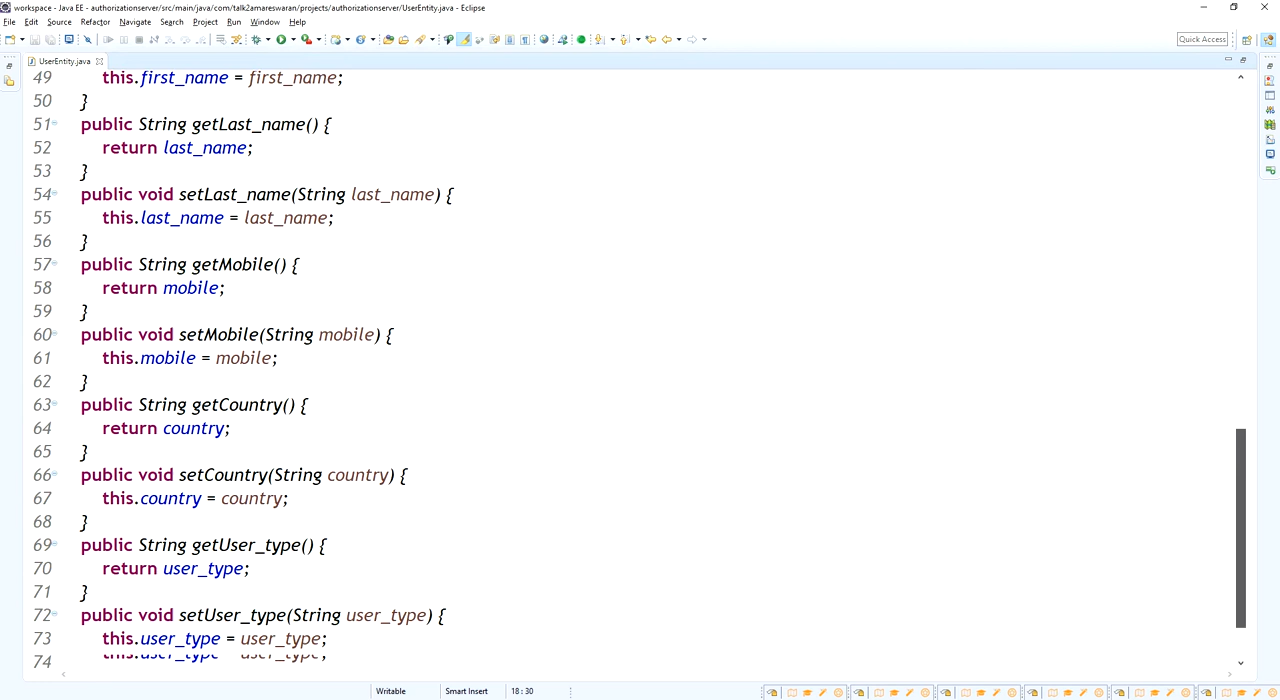 workspace - Java EE - authorizationserver/src/main/java/com/talk2amareswaran/projects/authorizationserver/UserEntity.java - Eclipse
File Edit Source Refactor Navigate Search Project Run Window Help
Quick Access
UserEntity.java
49 this.first_name = first_name;
50 }
51 public String getLast_name() {
52 return last_name;
53 }
54 public void setLast_name(String last_name) {
55 this.last_name = last_name;
56 }
57 public String getMobile() {
58 return mobile;
59 }
60 public void setMobile(String mobile) {
61 this.mobile = mobile;
62 }
63 public String getCountry() {
64 return country;
65 }
66 public void setCountry(String country) {
67 this.country = country;
68 }
69 public String getUser_type() {
70 return user_type;
71 }
72 public void setUser_type(String user_type) {
73 this.user_type = user_type;
74
Writable Smart Insert 18 : 30